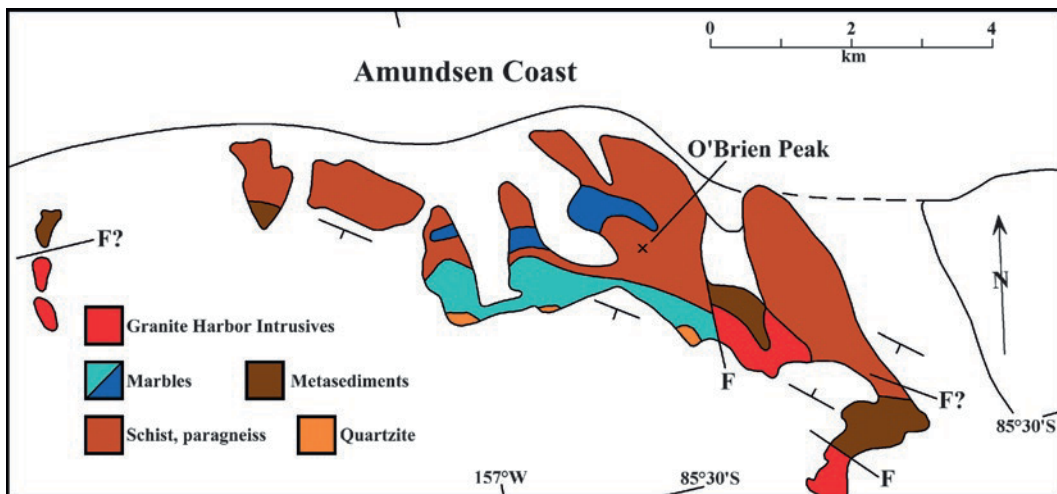 0 2 4
km
Amundsen Coast
O'Brien Peak
F?
N
Granite Harbor Intrusives
Marbles
Metasediments
F
F?
Schist, paragneiss
Quartzite
85°30'S
157°W
85°30'S
F